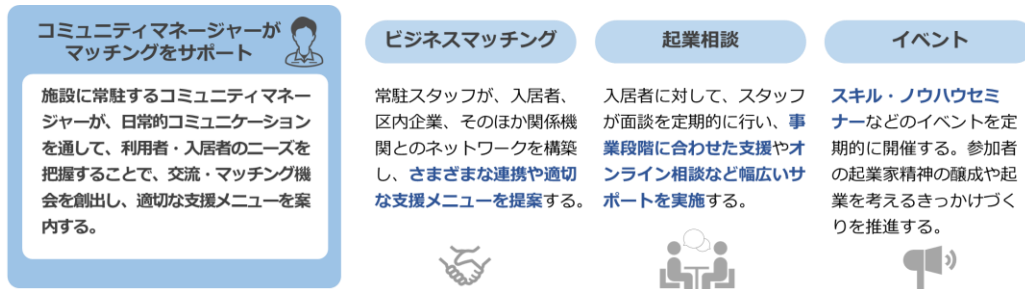 コミュニティマネージャーが
マッチングをサポート
施設に常駐するコミュニティマネー
ジャーが、日常的コミュニケーション
を通して、利用者・入居者のニーズを
把握することで、交流・マッチング機
会を創出し、適切な支援メニューを案
内する。
ビジネスマッチング
常駐スタッフが、入居者、
区内企業、そのほか関係機
関とのネットワークを構築
し、さまざまな連携や適切
な支援メニューを提案する。
起業相談
入居者に対して、スタッフ
が面談を定期的に行い、事
業段階に合わせた支援やオ
ンライン相談など幅広いサ
ポートを実施する。
イベント
スキル・ノウハウセミ
ナーなどのイベントを定
期的に開催する。参加者
の起業家精神の醸成や起
業を考えるきっかけづく
りを推進する。